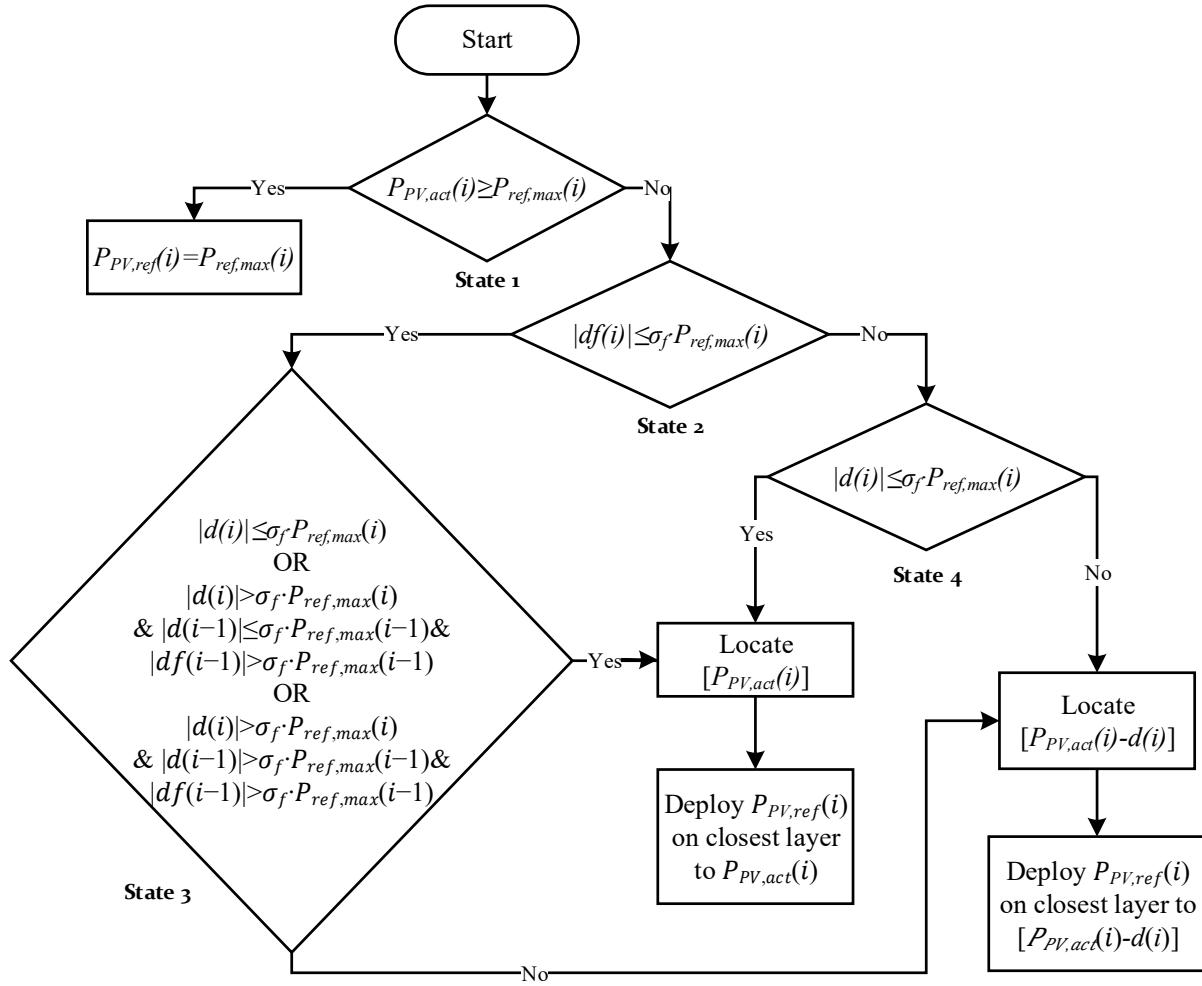 Start
P_{PV,act}(i)≥P_{ref,max}(i)
Yes
No
P_{PV,ref}(i)=P_{ref,max}(i)
State 1
|df(i)|≤σ_f·P_{ref,max}(i)
Yes
No
State 2
|d(i)|≤σ_f·P_{ref,max}(i)
Yes
No
State 4
|d(i)|≤σ_f·P_{ref,max}(i)
OR
|d(i)|>σ_f·P_{ref,max}(i)
& |d(i−1)|≤σ_f·P_{ref,max}(i−1)&
|df(i−1)|>σ_f·P_{ref,max}(i−1)
OR
|d(i)|>σ_f·P_{ref,max}(i)
& |d(i−1)|>σ_f·P_{ref,max}(i−1)&
|df(i−1)|>σ_f·P_{ref,max}(i−1)
Yes
State 3
No
Locate
[P_{PV,act}(i)]
Deploy P_{PV,ref}(i)
on closest layer
to P_{PV,act}(i)
Locate
[P_{PV,act}(i)-d(i)]
Deploy P_{PV,ref}(i)
on closest layer to
[P_{PV,act}(i)-d(i)]